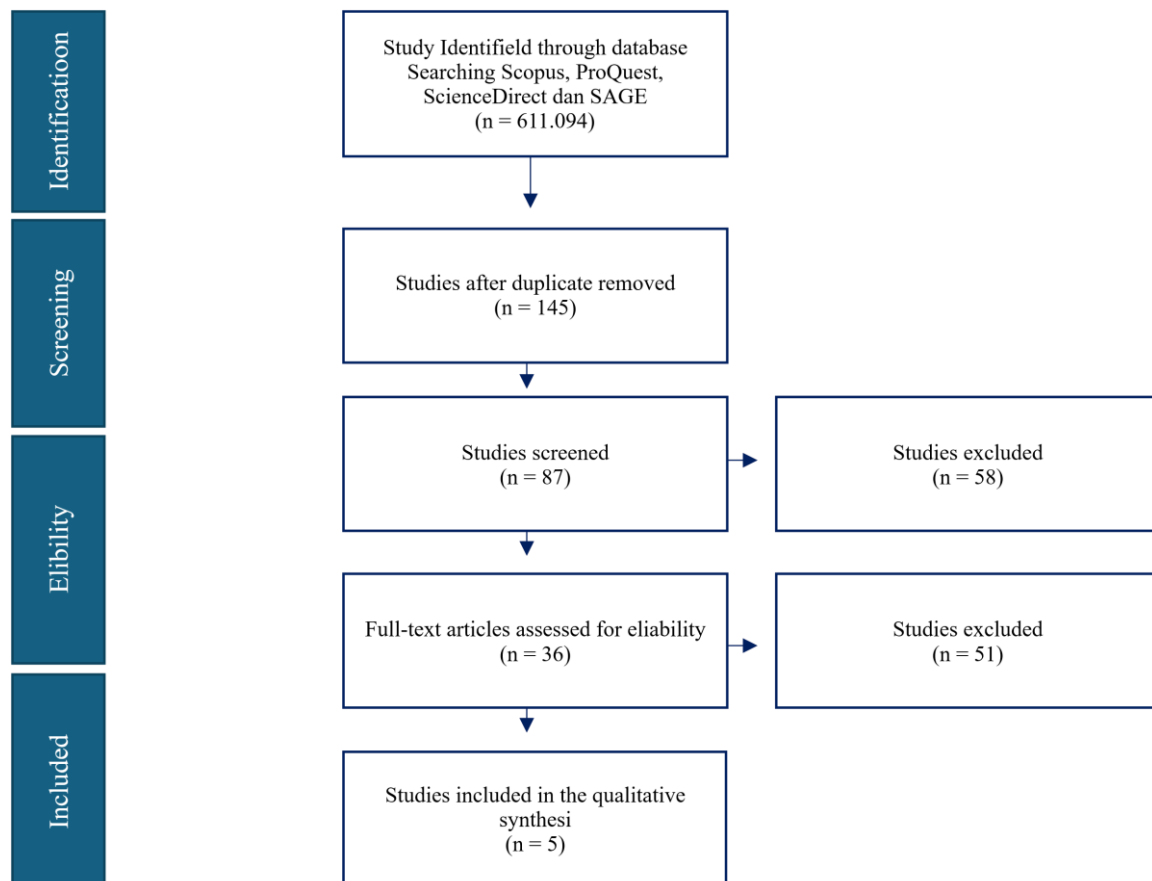 Identificatioon
Study Identifield through database
Searching Scopus, ProQuest,
ScienceDirect dan SAGE
(n = 611.094)
Screening
Studies after duplicate removed
(n = 145)
Elibility
Studies screened
(n = 87)
Studies excluded
(n = 58)
Full-text articles assessed for eliability
(n = 36)
Studies excluded
(n = 51)
Included
Studies included in the qualitative
synthesi
(n = 5)